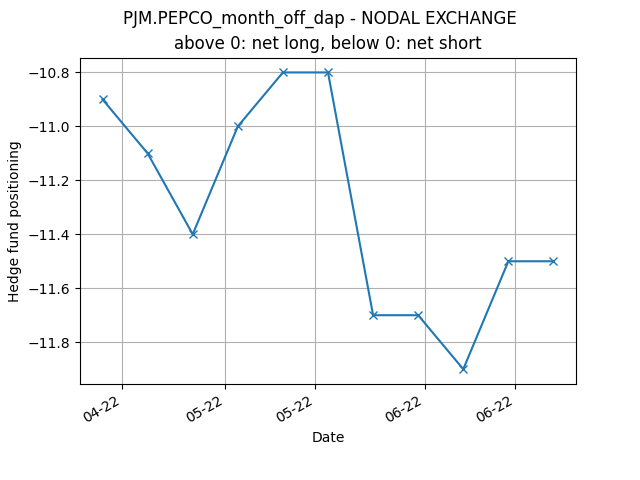 PJM.PEPCO_month_off_dap - NODAL EXCHANGE
above 0: net long, below 0: net short
Hedge fund positioning
−10.8
−11.0
−11.2
−11.4
−11.6
−11.8
04-22
05-22
05-22
06-22
06-22
Date